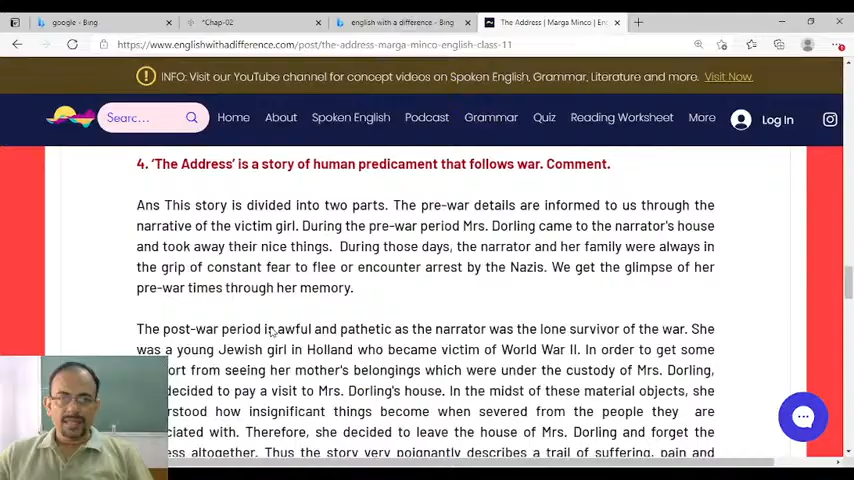 google - Bing
*Chap-02
english with a difference - Bing
The Address | Marga Minco | En
https://www.englishwithadifference.com/post/the-address-marga-minco-english-class-11
INFO: Visit our YouTube channel for concept videos on Spoken English, Grammar, Literature and more. Visit Now.
Searc...
Home About Spoken English Podcast Grammar Quiz Reading Worksheet More Log In
4. ‘The Address’ is a story of human predicament that follows war. Comment.
Ans This story is divided into two parts. The pre-war details are informed to us through the
narrative of the victim girl. During the pre-war period Mrs. Dorling came to the narrator's house
and took away their nice things. During those days, the narrator and her family were always in
the grip of constant fear to flee or encounter arrest by the Nazis. We get the glimpse of her
pre-war times through her memory.
The post-war period is awful and pathetic as the narrator was the lone survivor of the war. She
was a young Jewish girl in Holland who became victim of World War II. In order to get some
ort from seeing her mother's belongings which were under the custody of Mrs. Dorling,
decided to pay a visit to Mrs. Dorling's house. In the midst of these material objects, she
erstood how insignificant things become when severed from the people they are
ciated with. Therefore, she decided to leave the house of Mrs. Dorling and forget the
ess altogether. Thus the story very poignantly describes a trail of suffering, pain and